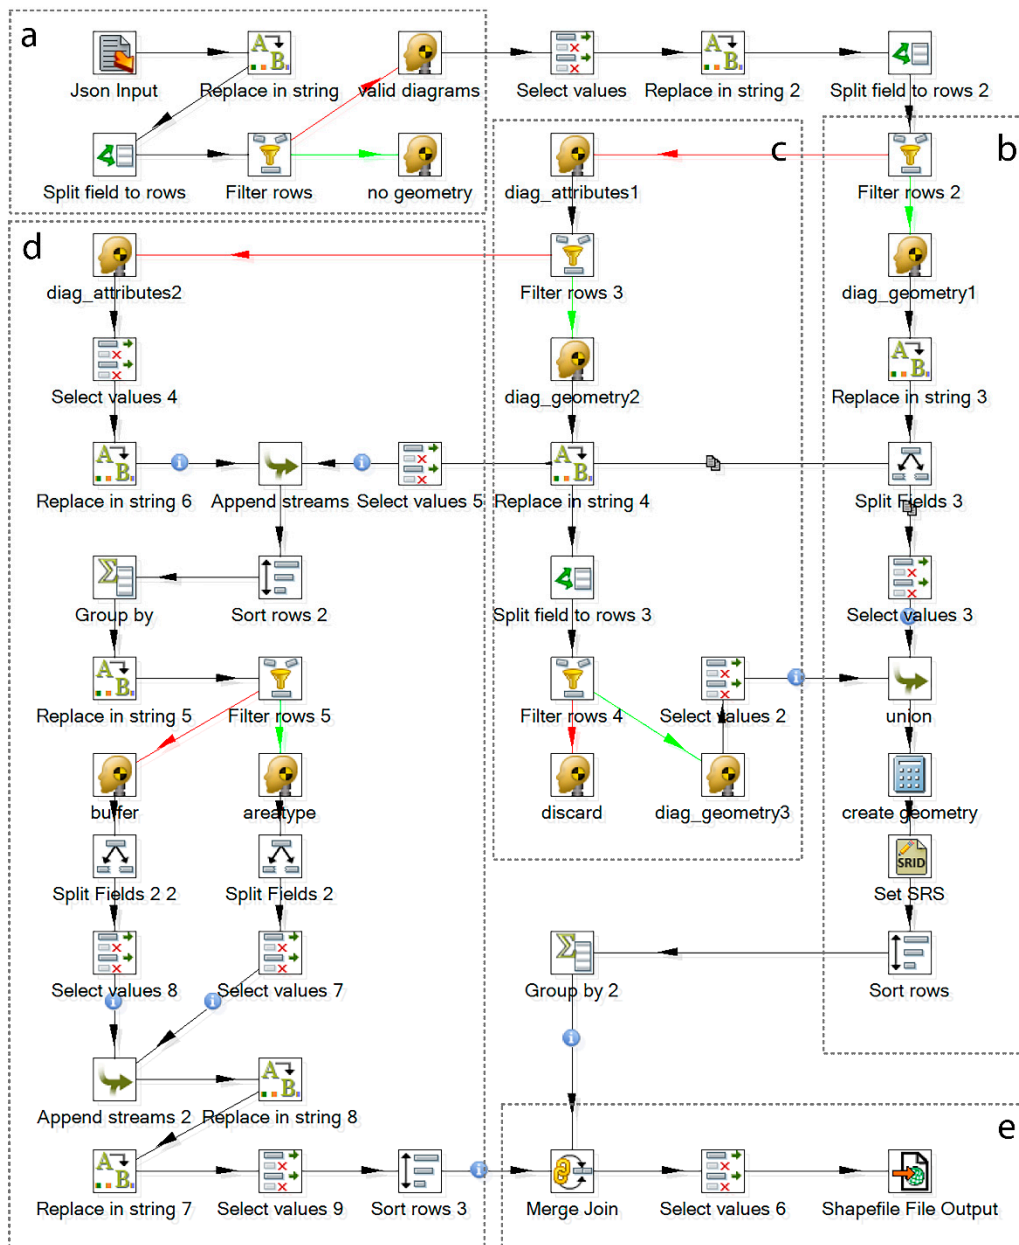 a
Json Input
Replace in string
valid diagrams
Select values
Replace in string 2
Split field to rows 2
Split field to rows
Filter rows
no geometry
c
diag_attributes1
b
Filter rows 2
d
diag_attributes2
Filter rows 3
diag_geometry1
Select values 4
diag_geometry2
Replace in string 3
Replace in string 6
Append streams
Select values 5
Replace in string 4
Split Fields 3
Group by
Sort rows 2
Split field to rows 3
Select values 3
Replace in string 5
Filter rows 5
Filter rows 4
Select values 2
union
buffer
areatype
discard
diag_geometry3
create geometry
Split Fields 2 2
Split Fields 2
SRID
Set SRS
Select values 8
Select values 7
Group by 2
Sort rows
Append streams 2
Replace in string 8
e
Replace in string 7
Select values 9
Sort rows 3
Merge Join
Select values 6
Shapefile File Output